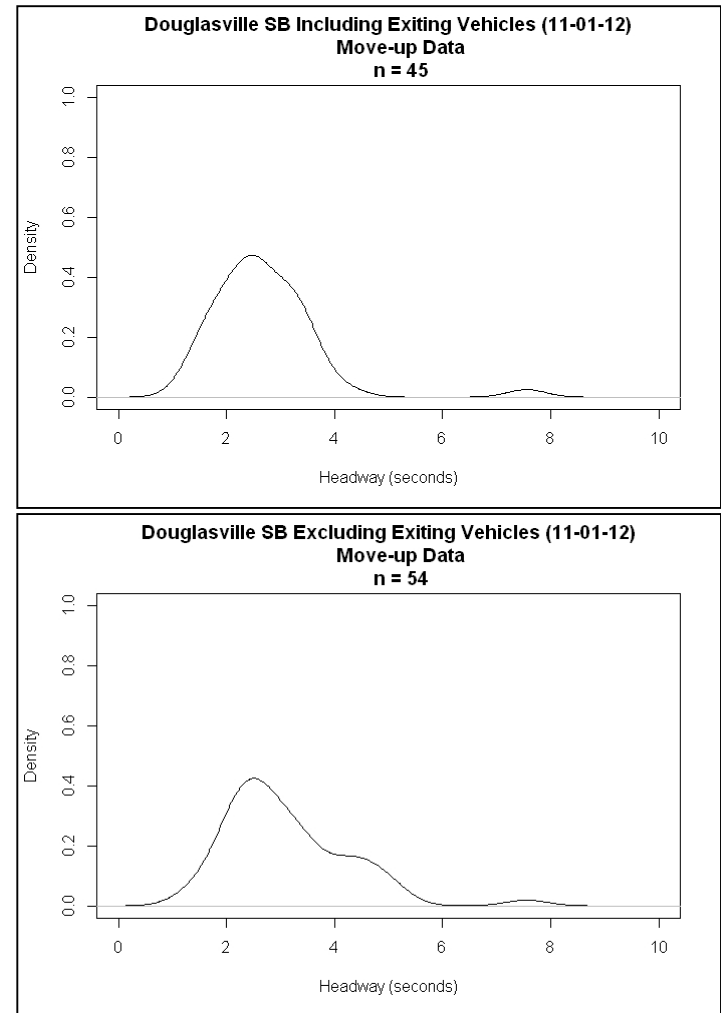 Douglasville SB Including Exiting Vehicles (11-01-12)
Move-up Data
n = 45
1.0
0.8
0.6
0.4
0.2
0.0
Density
0 2 4 6 8 10
Headway (seconds)
Douglasville SB Excluding Exiting Vehicles (11-01-12)
Move-up Data
n = 54
1.0
0.8
0.6
0.4
0.2
0.0
Density
0 2 4 6 8 10
Headway (seconds)